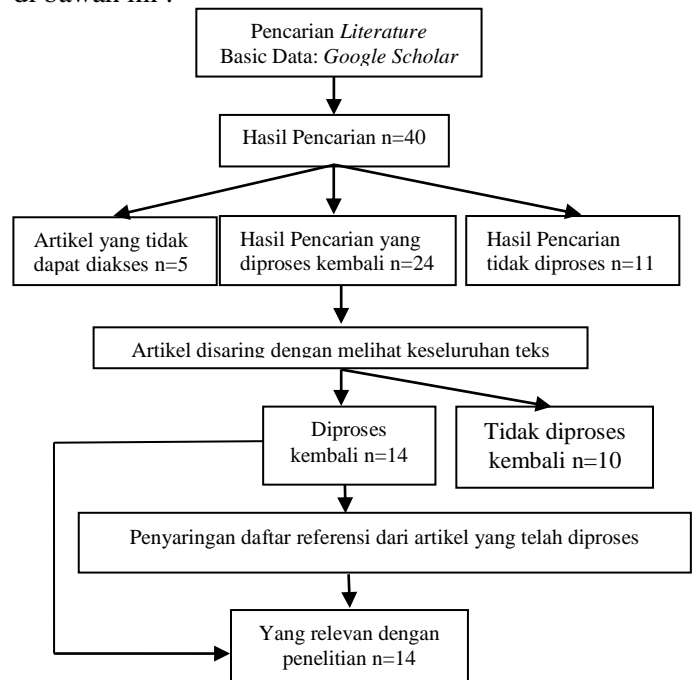 di bawah ini :
Pencarian Literature
Basic Data: Google Scholar
Hasil Pencarian n=40
Artikel yang tidak
dapat diakses n=5
Hasil Pencarian yang
diproses kembali n=24
Hasil Pencarian
tidak diproses n=11
Artikel disaring dengan melihat keseluruhan teks
Diproses
kembali n=14
Tidak diproses
kembali n=10
Penyaringan daftar referensi dari artikel yang telah diproses
Yang relevan dengan
penelitian n=14